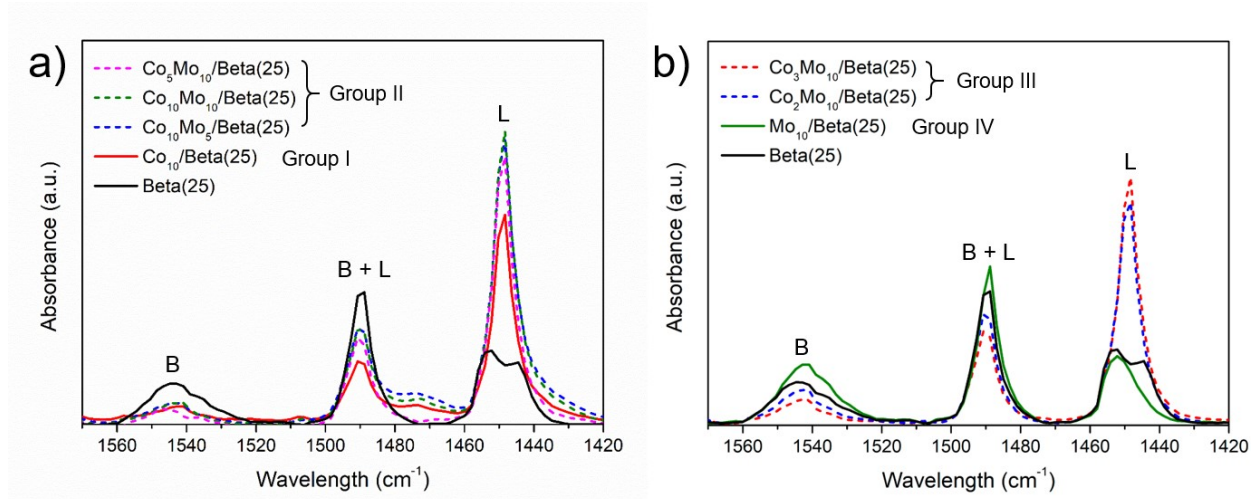 a)
Co₅Mo₁₀/Beta(25)
Co₁₀Mo₁₀/Beta(25)
Co₁₀Mo₅/Beta(25)
Group II
Co₁₀/Beta(25) Group I
Beta(25)
B
B + L
L
Absorbance (a.u.)
1560 1540 1520 1500 1480 1460 1440 1420
Wavelength (cm⁻¹)
b)
Co₃Mo₁₀/Beta(25)
Co₂Mo₁₀/Beta(25)
Group III
Mo₁₀/Beta(25) Group IV
Beta(25)
B
B + L
L
Absorbance (a.u.)
1560 1540 1520 1500 1480 1460 1440 1420
Wavelength (cm⁻¹)